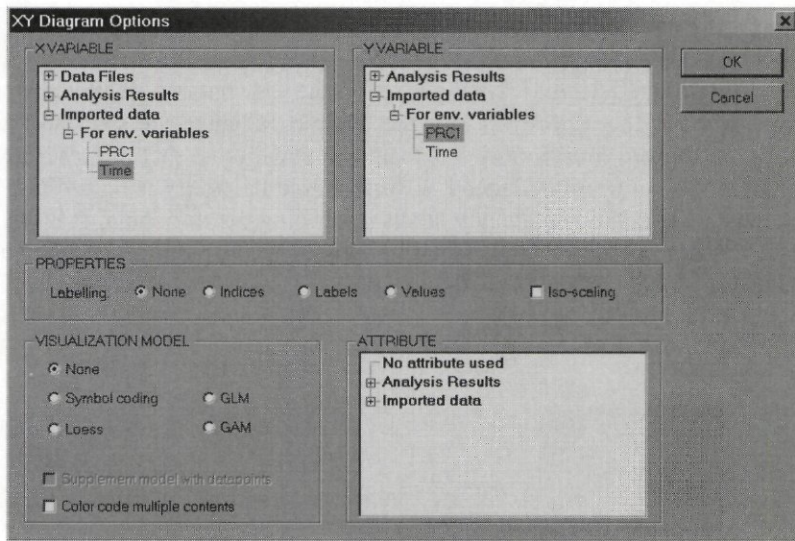 XY Diagram Options
X VARIABLE
Data Files
Analysis Results
Imported data
For env. variables
PRC1
Time
Y VARIABLE
Analysis Results
Imported data
For env. variables
PRC1
Time
OK
Cancel
PROPERTIES
Labelling: None Indices Labels Values Iso-scaling
VISUALIZATION MODEL
None
Symbol coding GLM
Loess GAM
Supplement model with datapoints
Color code multiple contents
ATTRIBUTE
No attribute used
Analysis Results
Imported data